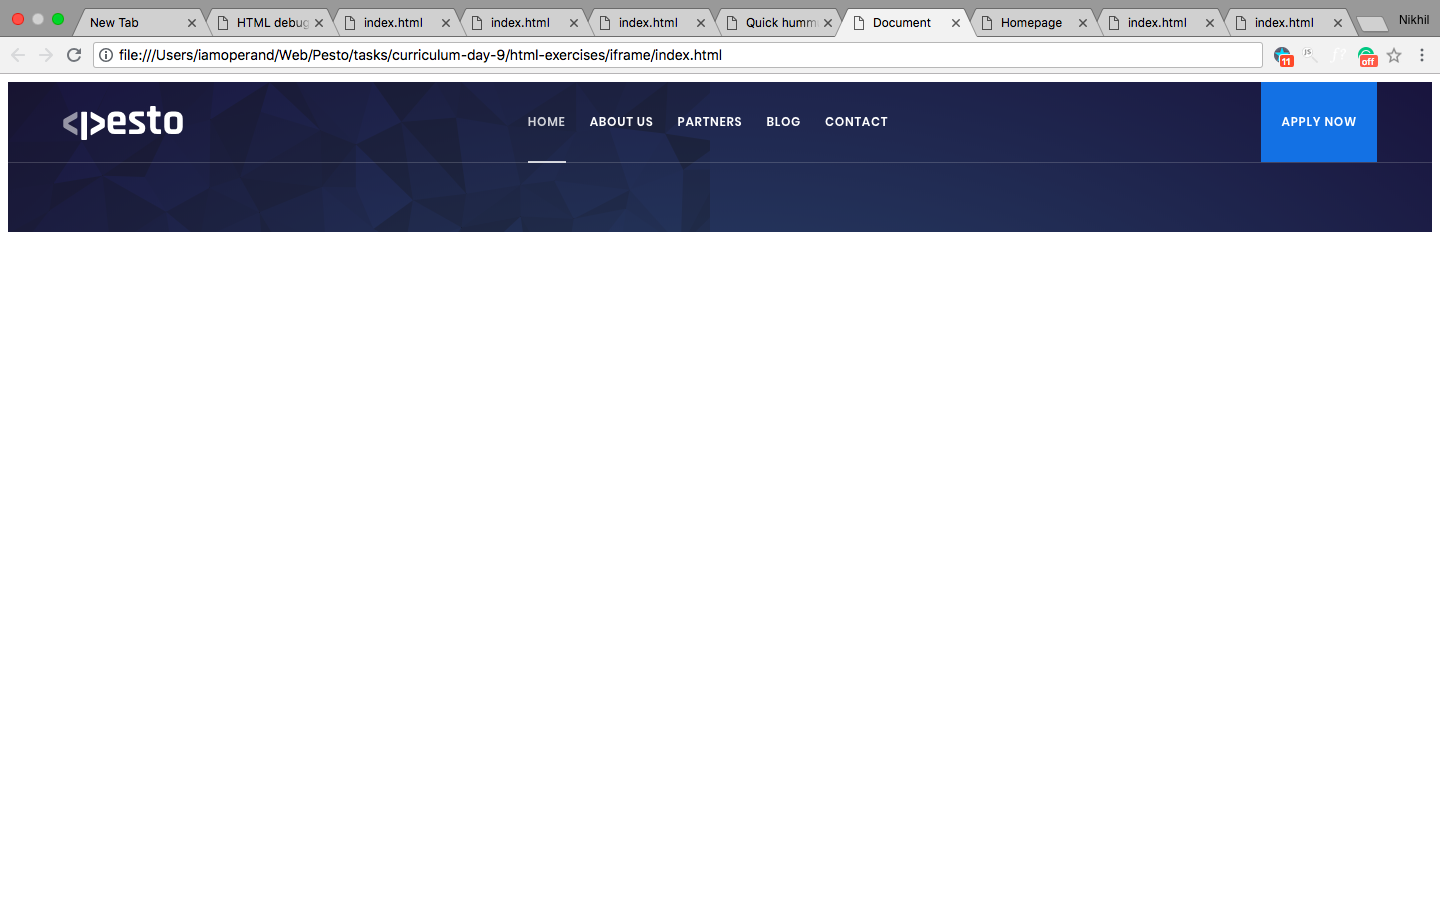 New Tab
HTML debug
index.html
index.html
index.html
Quick humm
Document
Homepage
index.html
index.html
Nikhil
file:///Users/iamoperand/Web/Pesto/tasks/curriculum-day-9/html-exercises/iframe/index.html
11
JS
f?
off
<pesto
HOME ABOUT US PARTNERS BLOG CONTACT
APPLY NOW